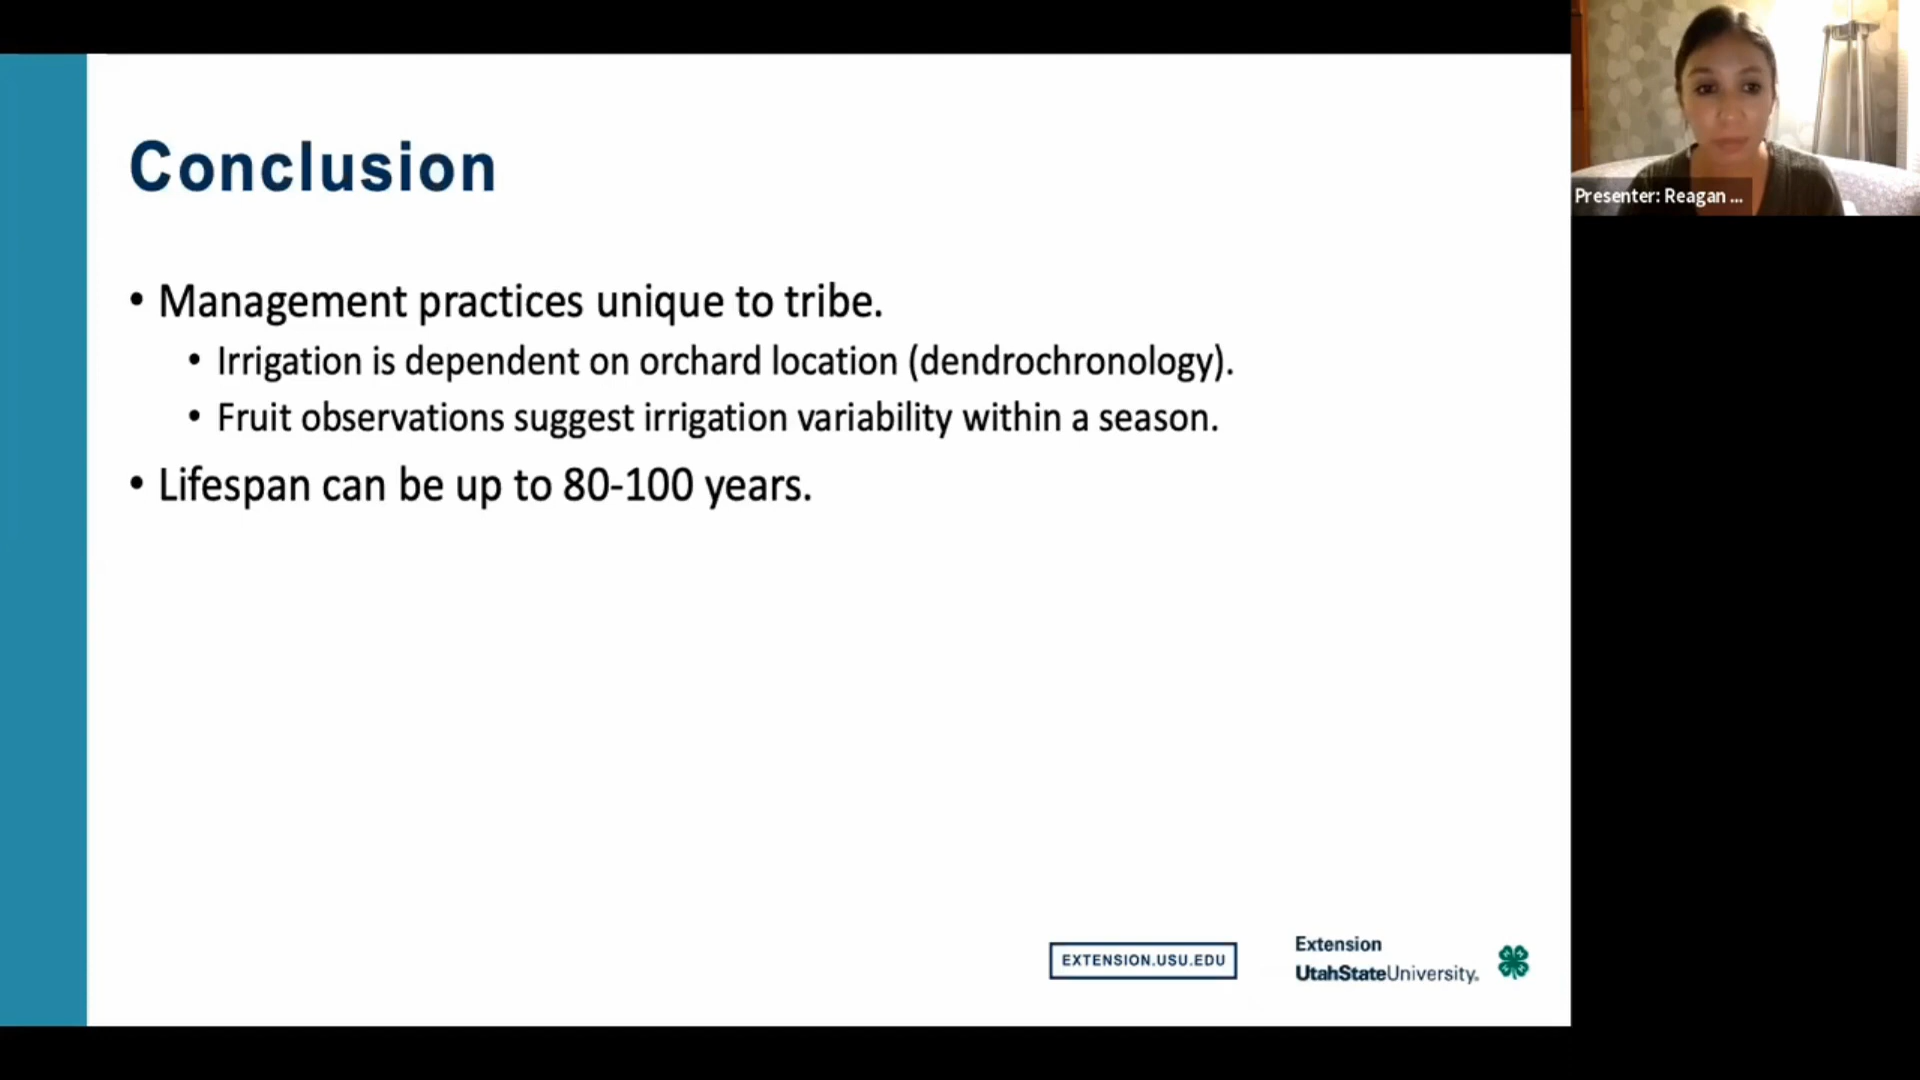 Conclusion
• Management practices unique to tribe.
• Irrigation is dependent on orchard location (dendrochronology).
• Fruit observations suggest irrigation variability within a season.
• Lifespan can be up to 80-100 years.
EXTENSION.USU.EDU
Extension
UtahStateUniversity.
Presenter: Reagan ...